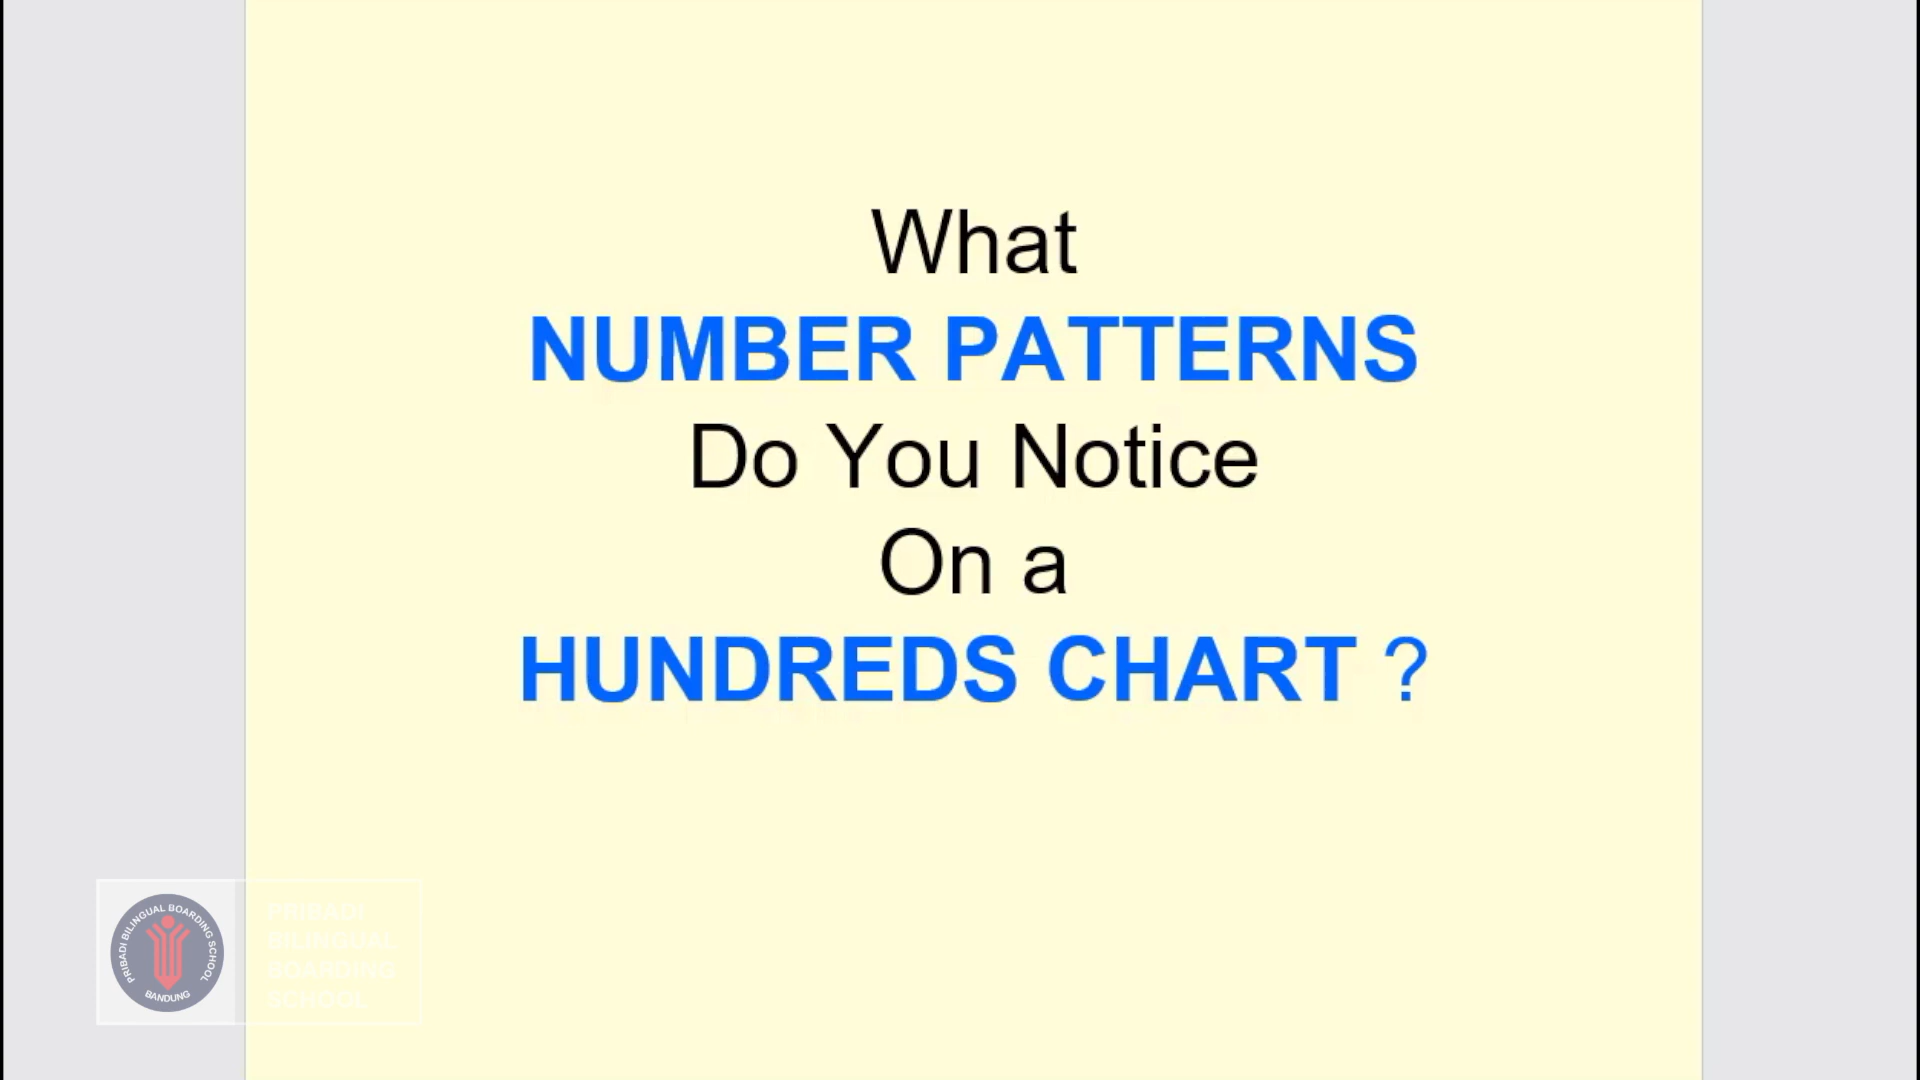 What
NUMBER PATTERNS
Do You Notice
On a
HUNDREDS CHART ?
PRIBADI BILINGUAL BOARDING SCHOOL
BANDUNG
PRIBADI
BILINGUAL
BOARDING
SCHOOL